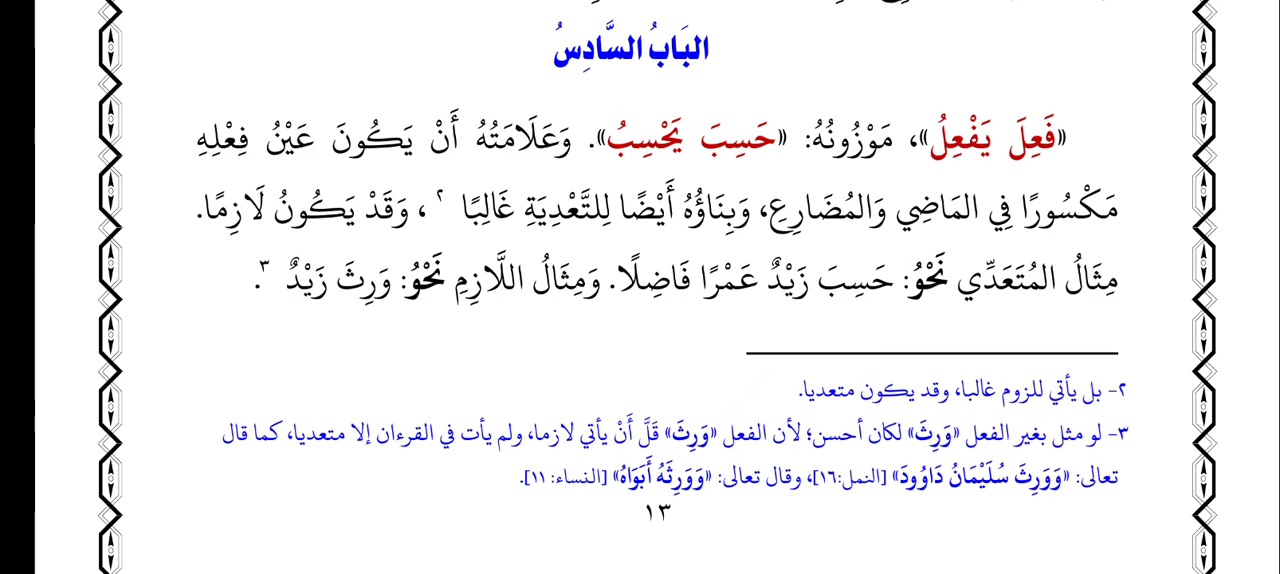 البَابُ السَّادِسُ
«فَعِلَ يَفْعِلُ»، مَوْزُونُهُ: «حَسِبَ يَحْسِبُ». وَعَلَامَتُهُ أَنْ يَكُونَ عَيْنُ فِعْلِهِ
مَكْسُورًا فِي المَاضِي وَالمُضَارِعِ، وَبِنَاؤُهُ أَيْضًا لِلتَّعْدِيَةِ غَالِبًا ٢ ، وَقَدْ يَكُونُ لَازِمًا.
مِثَالُ المُتَعَدِّي نَحْوُ: حَسِبَ زَيْدٌ عَمْرًا فَاضِلًا. وَمِثَالُ اللَّازِمِ نَحْوُ: وَرِثَ زَيْدٌ ٣ .
٢- بل يأتي للزوم غالبا، وقد يكون متعديا.
٣- لو مثل بغير الفعل «وَرِثَ» لكان أحسن؛ لأن الفعل «وَرِثَ» قَلَّ أَنْ يأتي لازما، ولم يأت في القرءان إلا متعديا، كما قال
تعالى: «وَوَرِثَ سُلَيْمَانُ دَاوُودَ» [النمل:١٦]، وقال تعالى: «وَوَرِثَهُ أَبَوَاهُ» [النساء: ١١].
١٣